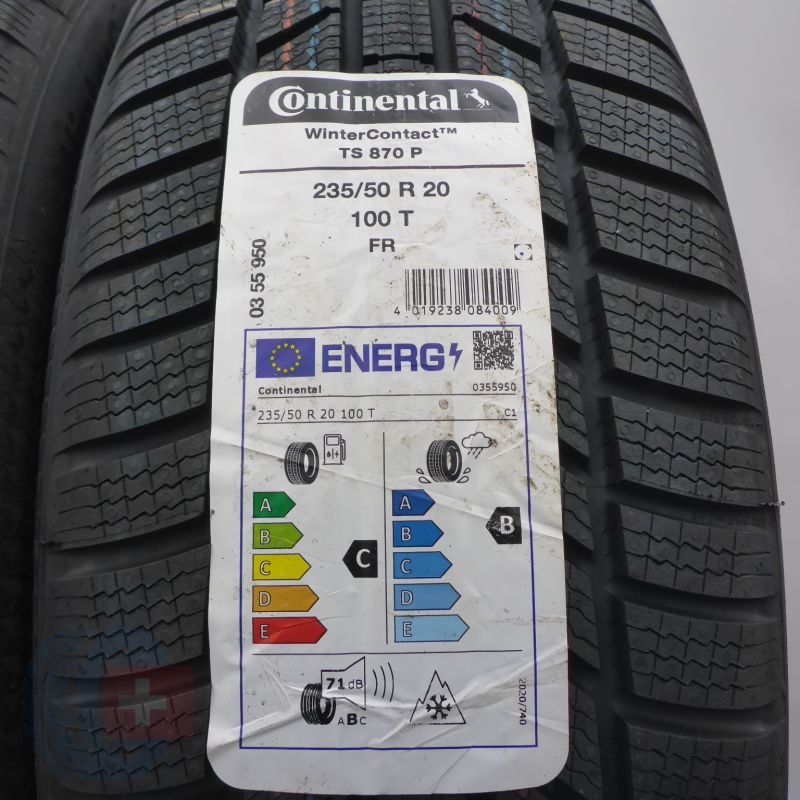 Continental
WinterContact™
TS 870 P
235/50 R 20
100 T
FR
03 55 950
4 019238 084009
ENERG
Continental 0355950
235/50 R 20 100 T C1
A
B
C
D
E
C
A
B
C
D
E
B
71 dB
ABC
2020/740